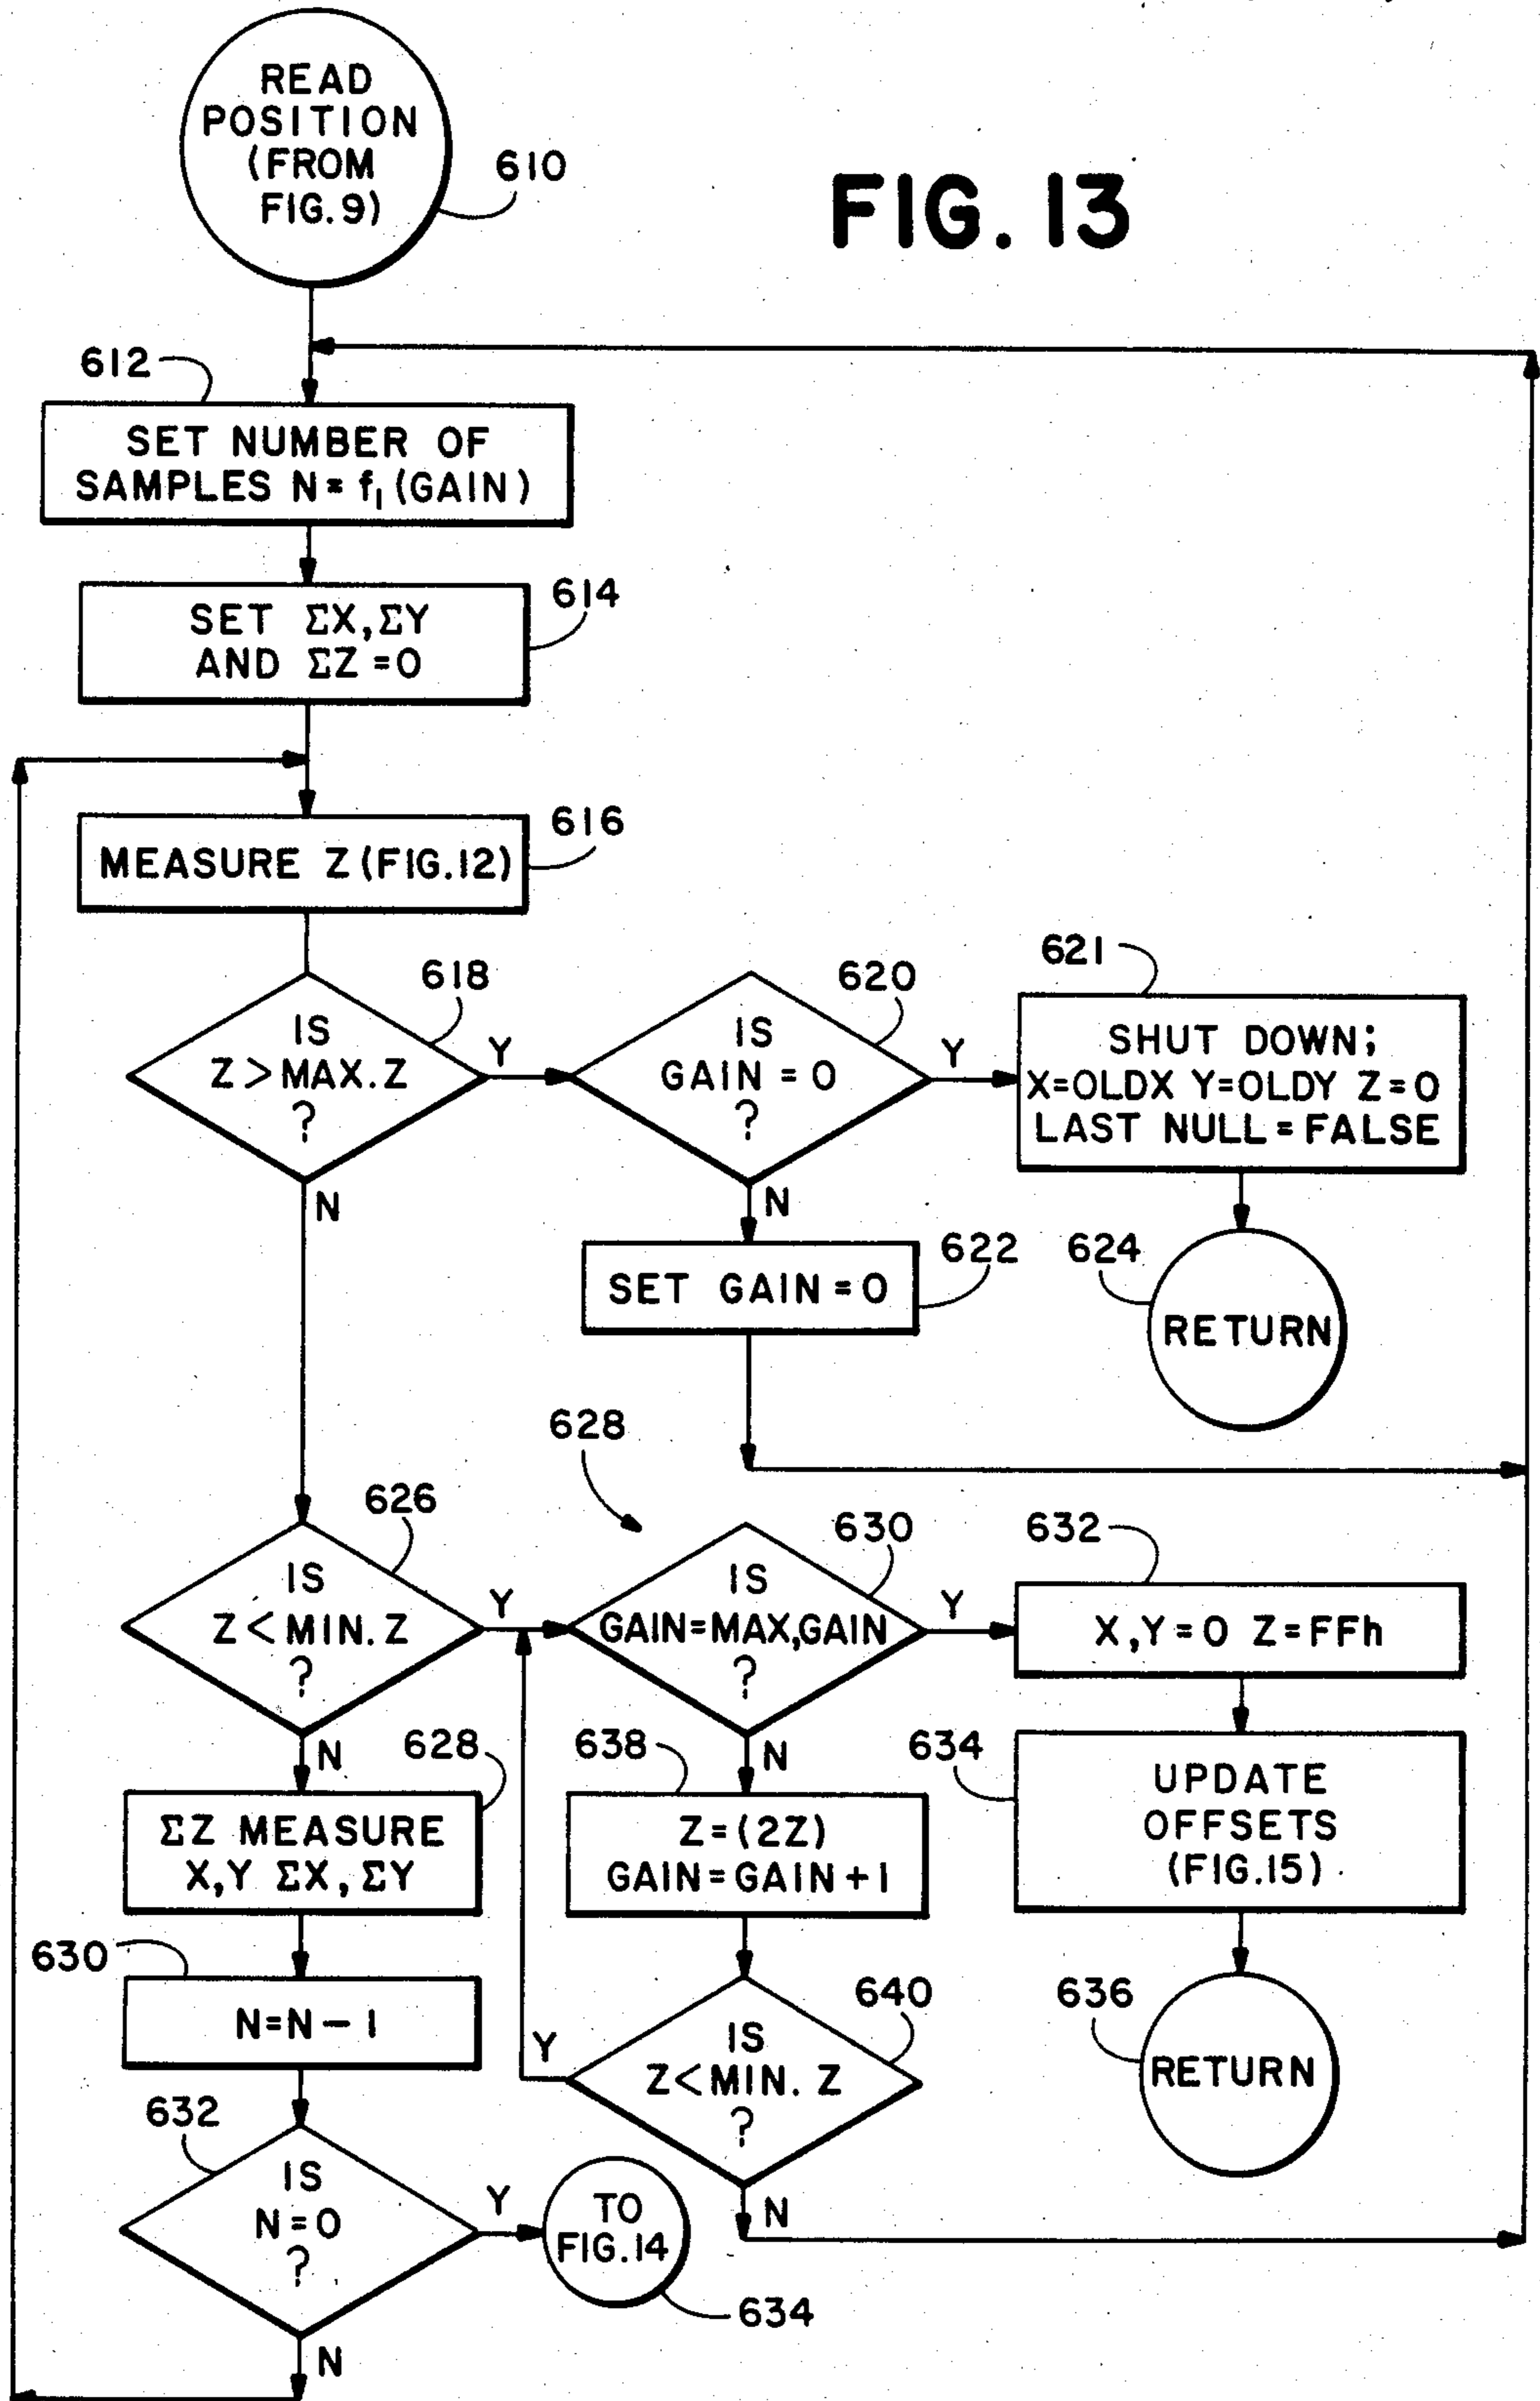 READ
POSITION
(FROM
FIG.9)
610
FIG. 13
612
SET NUMBER OF
SAMPLES N = f₁ (GAIN)
614
SET ΣX, ΣY
AND ΣZ = 0
616
MEASURE Z (FIG.12)
618
IS
Z > MAX. Z
?
Y
N
620
IS
GAIN = 0
?
Y
N
621
SHUT DOWN;
X=OLDX Y=OLDY Z=0
LAST NULL = FALSE
622
SET GAIN = 0
624
RETURN
628
626
IS
Z < MIN. Z
?
Y
N
630
IS
GAIN=MAX,GAIN
?
Y
N
632
X,Y=0 Z=FFh
628
ΣZ MEASURE
X,Y ΣX, ΣY
638
Z=(2Z)
GAIN=GAIN+1
634
UPDATE
OFFSETS
(FIG.15)
630
N=N-1
640
IS
Z<MIN. Z
?
Y
N
636
RETURN
632
IS
N=0
?
Y
N
TO
FIG.14
634